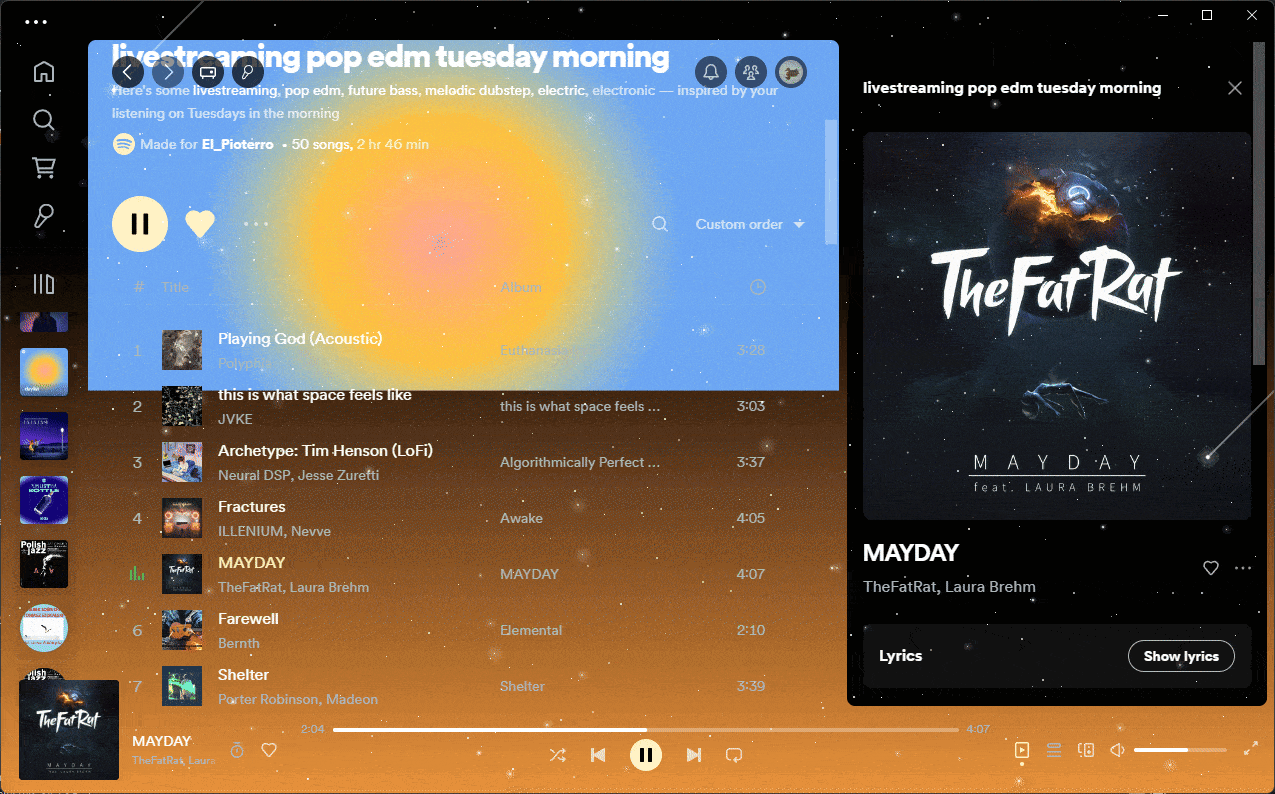 livestreaming pop edm tuesday morning
Here's some livestreaming, pop edm, future bass, melodic dubstep, electric, electronic — inspired by your
listening on Tuesdays in the morning
Made for El_Pioterro • 50 songs, 2 hr 46 min
Custom order
# Title Album
1 Playing God (Acoustic) Euthanasia 3:28
Polyphia
2 this is what space feels like this is what space feels ... 3:03
JVKE
3 Archetype: Tim Henson (LoFi) Algorithmically Perfect ... 3:37
Neural DSP, Jesse Zuretti
4 Fractures Awake 4:05
ILLENIUM, Nevve
MAYDAY MAYDAY 4:07
TheFatRat, Laura Brehm
6 Farewell Elemental 2:10
Bernth
7 Shelter Shelter 3:39
Porter Robinson, Madeon
livestreaming pop edm tuesday morning
TheFatRat
MAYDAY
feat. LAURA BREHM
MAYDAY
TheFatRat, Laura Brehm
Lyrics
Show lyrics
Polish
jazz
TheFatRat
MAYDAY
MAYDAY
TheFatRat, Laura
2:04
4:07